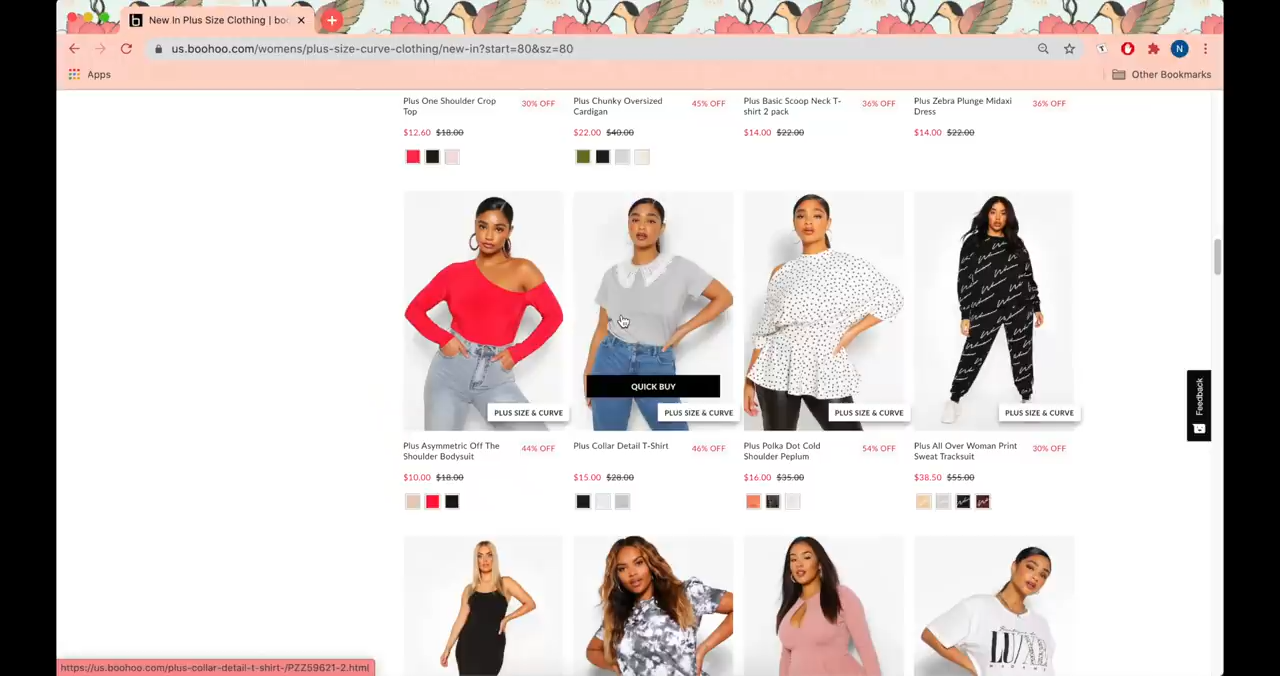 New In Plus Size Clothing | boo
us.boohoo.com/womens/plus-size-curve-clothing/new-in?start=80&sz=80
N
Apps
Other Bookmarks
Plus One Shoulder Crop
Top
30% OFF
$12.60 $18.00
Plus Chunky Oversized
Cardigan
45% OFF
$22.00 $40.00
Plus Basic Scoop Neck T-
shirt 2 pack
36% OFF
$14.00 $22.00
Plus Zebra Plunge Midaxi
Dress
36% OFF
$14.00 $22.00
QUICK BUY
PLUS SIZE & CURVE
PLUS SIZE & CURVE
PLUS SIZE & CURVE
PLUS SIZE & CURVE
Feedback
Plus Asymmetric Off The
Shoulder Bodysuit
44% OFF
$10.00 $18.00
Plus Collar Detail T-Shirt
46% OFF
$15.00 $28.00
Plus Polka Dot Cold
Shoulder Peplum
54% OFF
$16.00 $35.00
Plus All Over Woman Print
Sweat Tracksuit
30% OFF
$38.50 $55.00
https://us.boohoo.com/plus-collar-detail-t-shirt-/PZZ59621-2.html